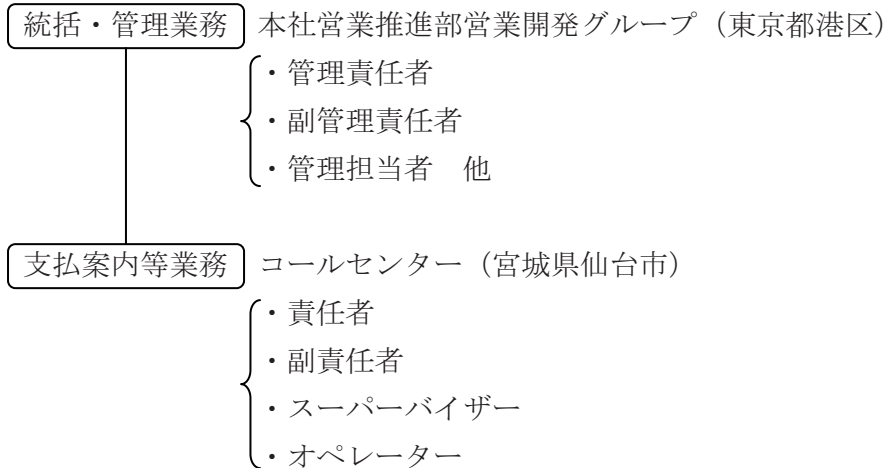 統括・管理業務 本社営業推進部営業開発グループ（東京都港区）
・管理責任者
・副管理責任者
・管理担当者　他
支払案内等業務 コールセンター（宮城県仙台市）
・責任者
・副責任者
・スーパーバイザー
・オペレーター